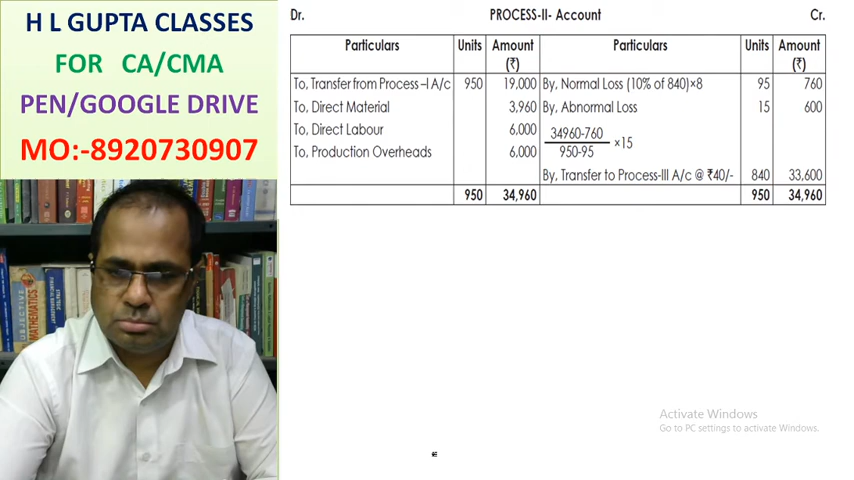 H L GUPTA CLASSES
FOR CA/CMA
PEN/GOOGLE DRIVE
MO:-8920730907
Dr. PROCESS-II- Account Cr.
Particulars Units Amount (₹) Particulars Units Amount (₹)
To, Transfer from Process –I A/c 950 19,000 By, Normal Loss (10% of 840)×8 95 760
To, Direct Material 3,960 By, Abnormal Loss 15 600
To, Direct Labour 6,000 34960-760
To, Production Overheads 6,000 950-95 ×15
By, Transfer to Process-III A/c @ ₹40/- 840 33,600
950 34,960 950 34,960
OBJECTIVE
MATHEMATICS
Activate Windows
Go to PC settings to activate Windows.